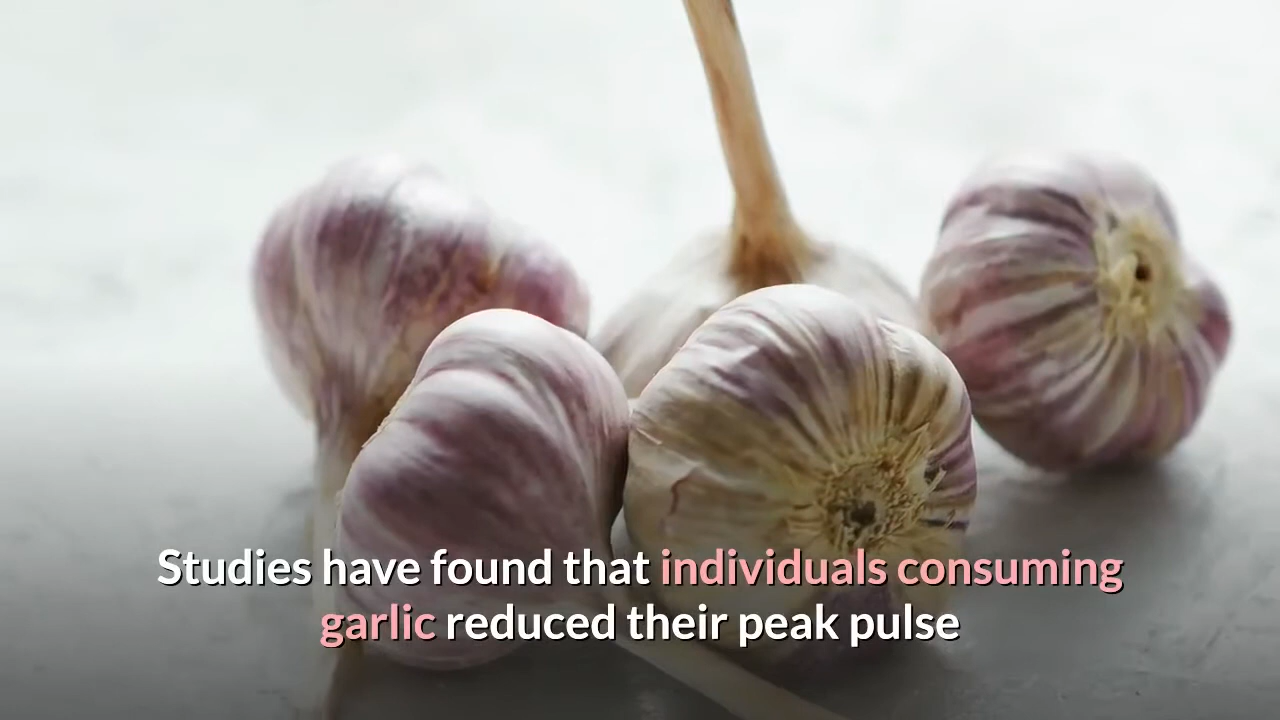 Studies have found that individuals consuming
garlic reduced their peak pulse